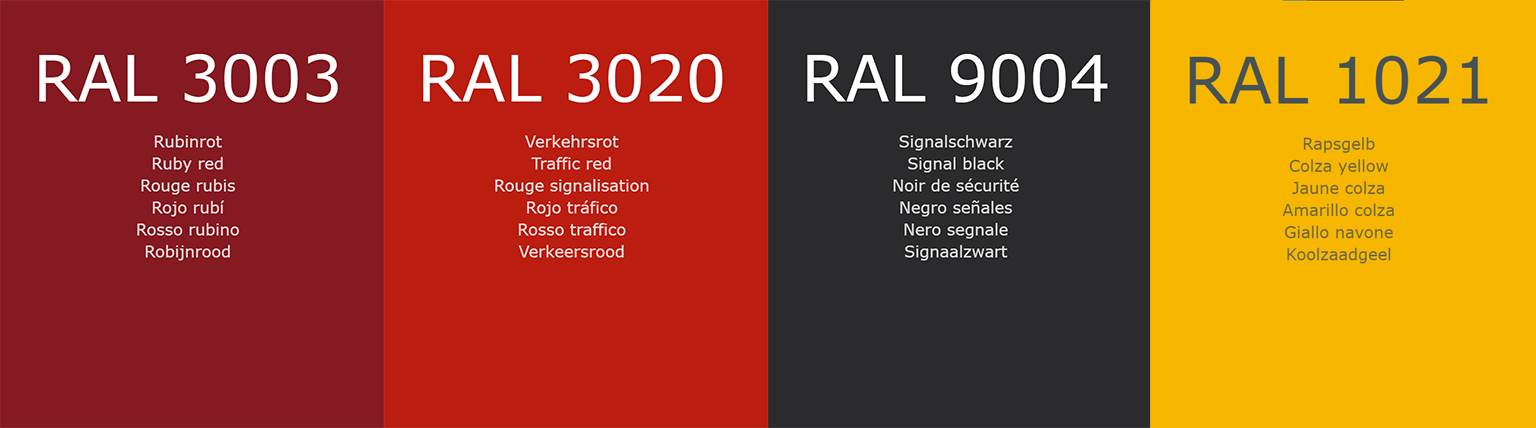 RAL 3003
Rubinrot
Ruby red
Rouge rubis
Rojo rubí
Rosso rubino
Robijnrood
RAL 3020
Verkehrsrot
Traffic red
Rouge signalisation
Rojo tráfico
Rosso traffico
Verkeersrood
RAL 9004
Signalschwarz
Signal black
Noir de sécurité
Negro señales
Nero segnale
Signaalzwart
RAL 1021
Rapsgelb
Colza yellow
Jaune colza
Amarillo colza
Giallo navone
Koolzaadgeel